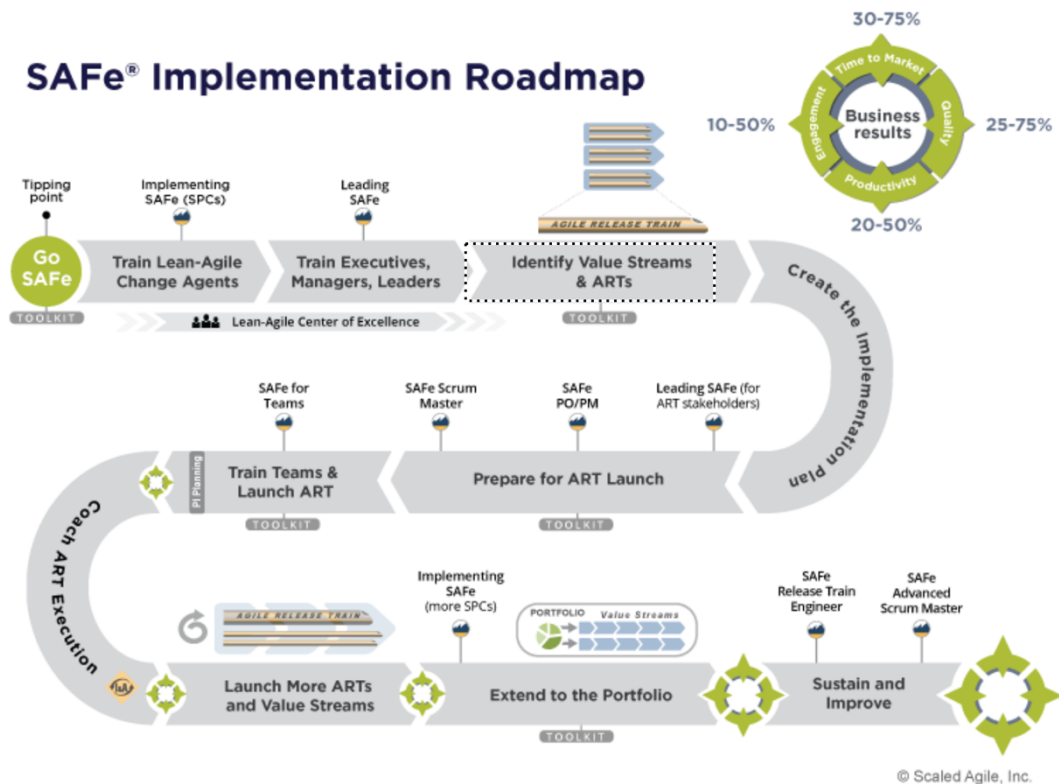 SAFe® Implementation Roadmap
30-75%
Time to Market
10-50%
Engagement
Business
results
Quality
25-75%
Productivity
20-50%
Tipping
point
Implementing
SAFe (SPCs)
Leading
SAFe
AGILE RELEASE TRAIN
Go
SAFe
Train Lean-Agile
Change Agents
Train Executives,
Managers, Leaders
Identify Value Streams
& ARTs
Create the Implementation Plan
TOOLKIT
Lean-Agile Center of Excellence
TOOLKIT
SAFe for
Teams
SAFe Scrum
Master
SAFe
PO/PM
Leading SAFe (for
ART stakeholders)
PI Planning
Train Teams &
Launch ART
Prepare for ART Launch
TOOLKIT
TOOLKIT
Coach ART Execution
I&A
AGILE RELEASE TRAIN
Implementing
SAFe
(more SPCs)
PORTFOLIO
Value Streams
SAFe
Release Train
Engineer
SAFe
Advanced
Scrum Master
Launch More ARTs
and Value Streams
Extend to the Portfolio
Sustain and
Improve
TOOLKIT
© Scaled Agile, Inc.